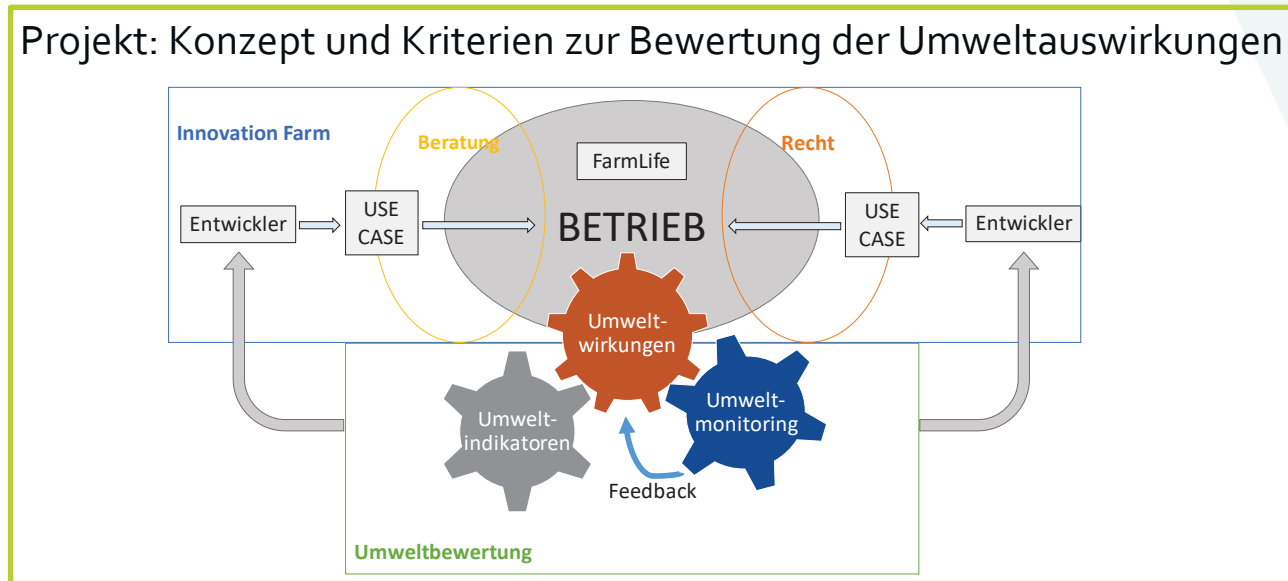 Projekt: Konzept und Kriterien zur Bewertung der Umweltauswirkungen
Innovation Farm
Beratung
FarmLife
Recht
Entwickler
USE
CASE
BETRIEB
USE
CASE
Entwickler
Umwelt-
wirkungen
Umwelt-
indikatoren
Umwelt-
monitoring
Feedback
Umweltbewertung